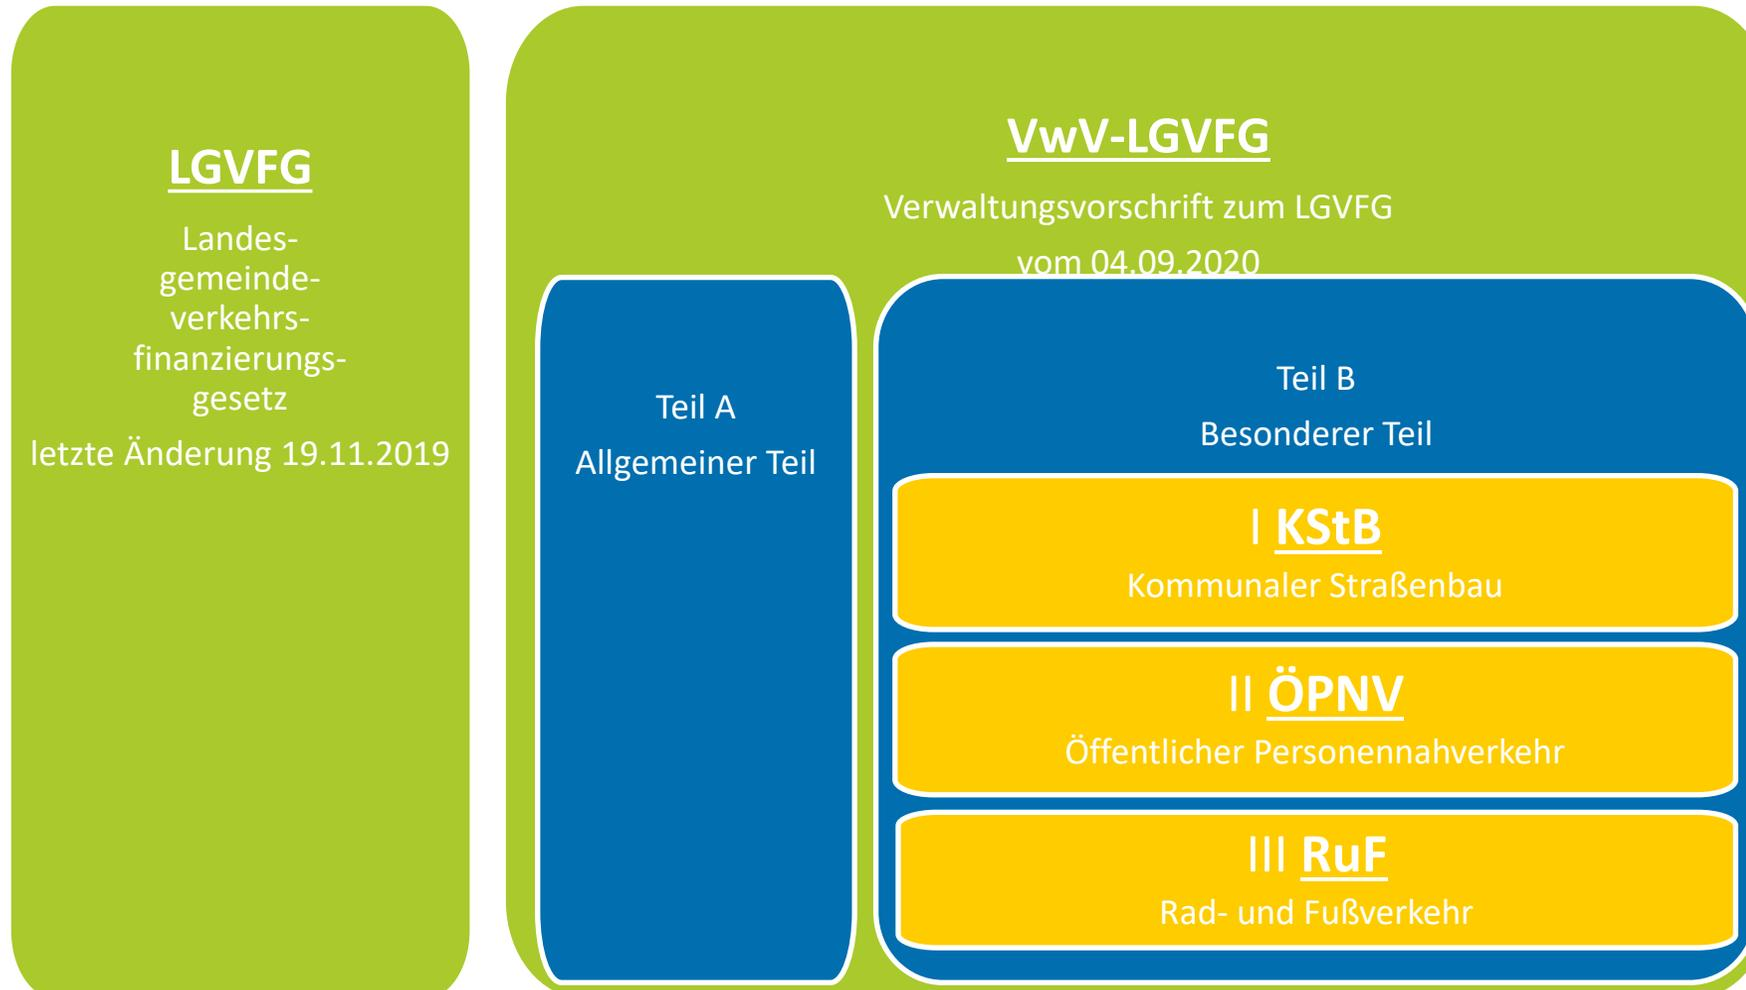 LGVFG
Landes-
gemeinde-
verkehrs-
finanzierungs-
gesetz
letzte Änderung 19.11.2019
VwV-LGVFG
Verwaltungsvorschrift zum LGVFG
vom 04.09.2020
Teil A
Allgemeiner Teil
Teil B
Besonderer Teil
I KStB
Kommunaler Straßenbau
II ÖPNV
Öffentlicher Personennahverkehr
III RuF
Rad- und Fußverkehr